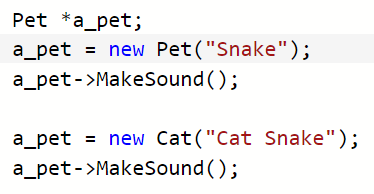 Pet *a_pet;
a_pet = new Pet("Snake");
a_pet->MakeSound();
a_pet = new Cat("Cat Snake");
a_pet->MakeSound();